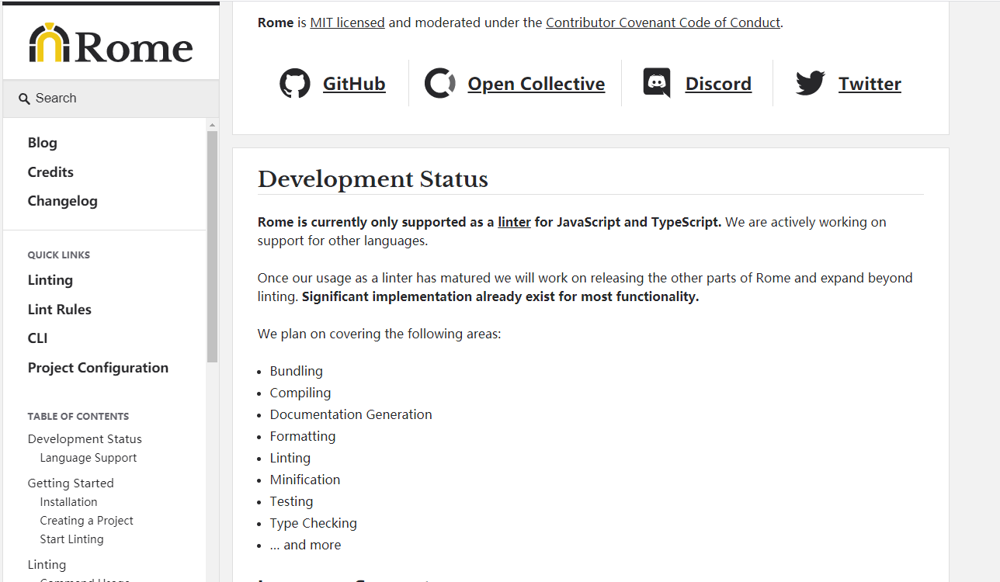 Rome
Search
Blog
Credits
Changelog
QUICK LINKS
Linting
Lint Rules
CLI
Project Configuration
TABLE OF CONTENTS
Development Status
Language Support
Getting Started
Installation
Creating a Project
Start Linting
Linting
Command Usage
Rome is MIT licensed and moderated under the Contributor Covenant Code of Conduct.
GitHub
Open Collective
Discord
Twitter
Development Status
Rome is currently only supported as a linter for JavaScript and TypeScript. We are actively working on
support for other languages.
Once our usage as a linter has matured we will work on releasing the other parts of Rome and expand beyond
linting. Significant implementation already exist for most functionality.
We plan on covering the following areas:
• Bundling
• Compiling
• Documentation Generation
• Formatting
• Linting
• Minification
• Testing
• Type Checking
• ... and more